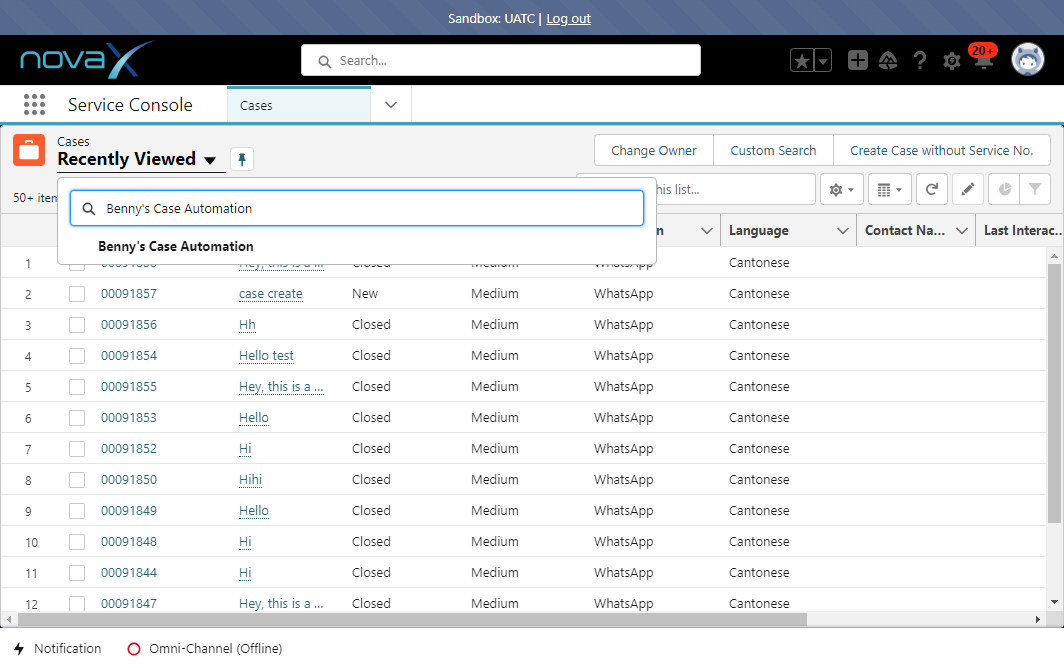 Sandbox: UATC | Log out
novaX
Search...
20+
Service Console
Cases
Cases
Recently Viewed
Change Owner
Custom Search
Create Case without Service No.
50+ item
his list...
Benny's Case Automation
Benny's Case Automation
n
Language
Contact Na...
Last Interac...
1 00091858 Hey, this is a ... Closed Medium WhatsApp Cantonese
2 00091857 case create New Medium WhatsApp Cantonese
3 00091856 Hh Closed Medium WhatsApp Cantonese
4 00091854 Hello test Closed Medium WhatsApp Cantonese
5 00091855 Hey, this is a ... Closed Medium WhatsApp Cantonese
6 00091853 Hello Closed Medium WhatsApp Cantonese
7 00091852 Hi Closed Medium WhatsApp Cantonese
8 00091850 Hihi Closed Medium WhatsApp Cantonese
9 00091849 Hello Closed Medium WhatsApp Cantonese
10 00091848 Hi Closed Medium WhatsApp Cantonese
11 00091844 Hi Closed Medium WhatsApp Cantonese
12 00091847 Hey, this is a ... Closed Medium WhatsApp Cantonese
Notification
Omni-Channel (Offline)